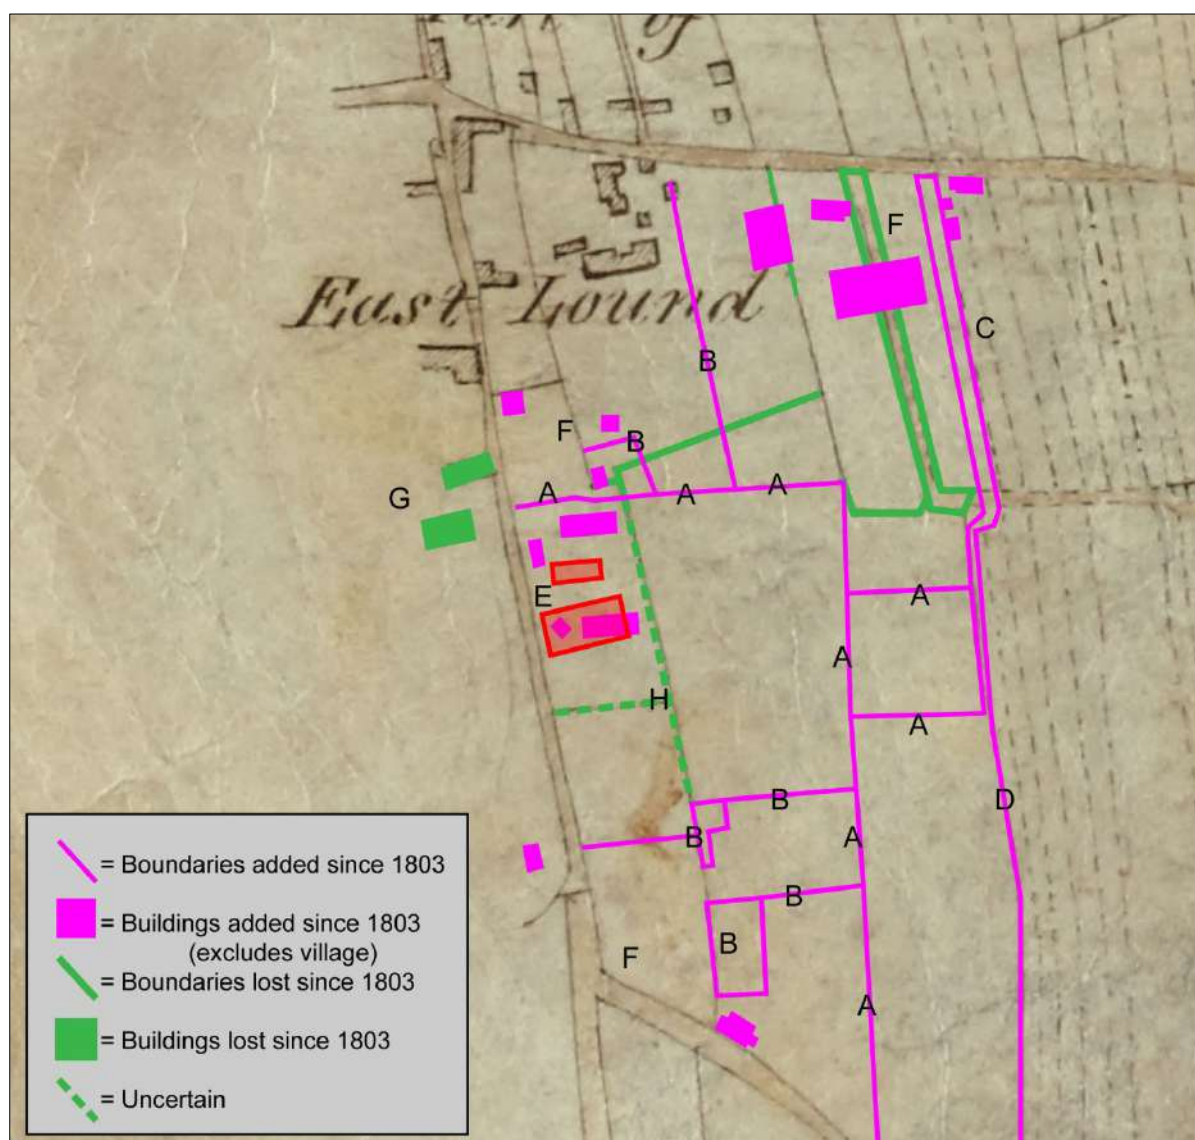 of
F
East Lound
C
B
F
B
A A A
G
E
A
A
H
A
B
D
B
A
B
B
F
A
= Boundaries added since 1803
= Buildings added since 1803
(excludes village)
= Boundaries lost since 1803
= Buildings lost since 1803
= Uncertain